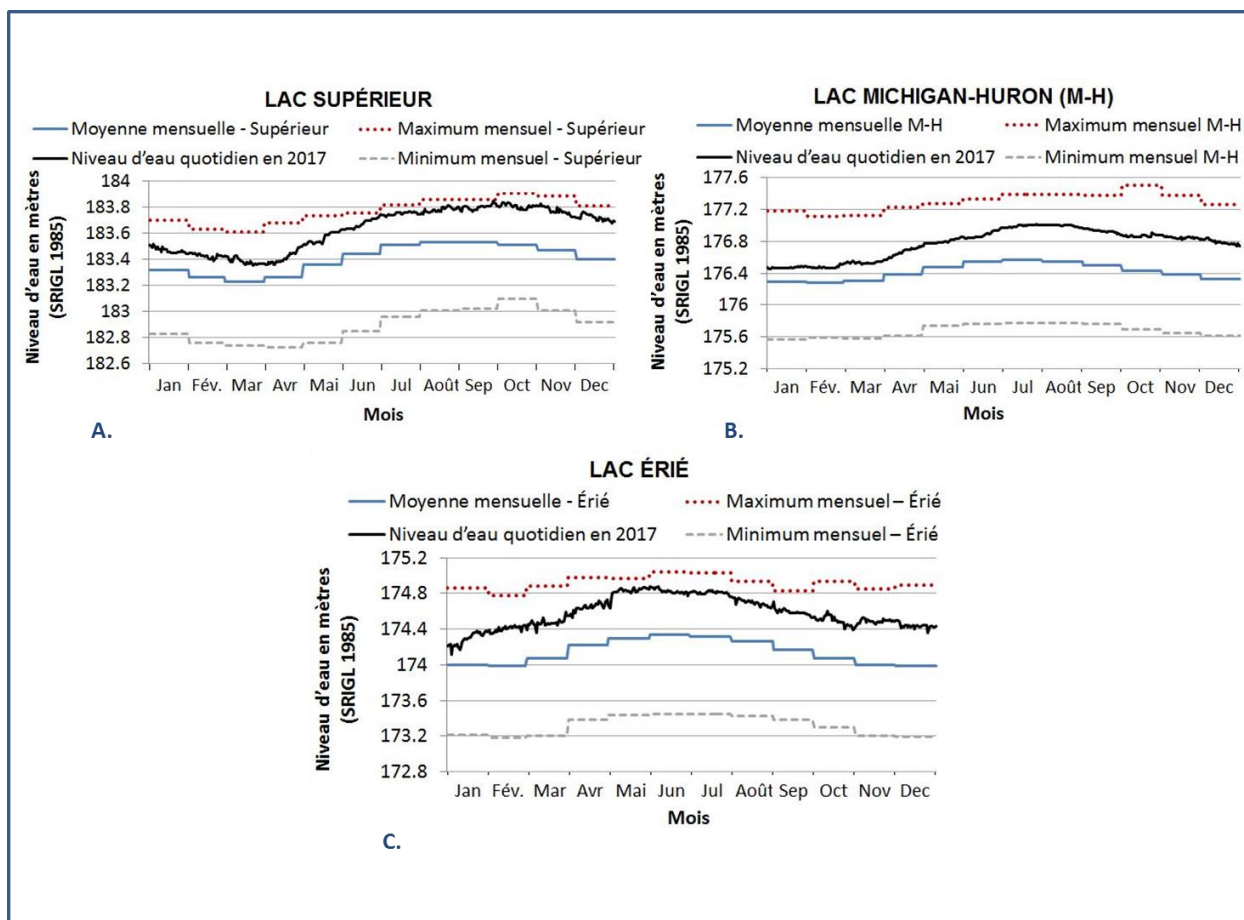 LAC SUPÉRIEUR
Moyenne mensuelle - Supérieur
Maximum mensuel - Supérieur
Niveau d'eau quotidien en 2017
Minimum mensuel - Supérieur
Niveau d'eau en mètres
(SRIGL 1985)
184
183.8
183.6
183.4
183.2
183
182.8
182.6
Jan Fév. Mar Avr Mai Jun Jul Août Sep Oct Nov Dec
Mois
A.
LAC MICHIGAN-HURON (M-H)
Moyenne mensuelle M-H
Maximum mensuel M-H
Niveau d'eau quotidien en 2017
Minimum mensuel M-H
Niveau d'eau en mètres
(SRIGL 1985)
177.6
177.2
176.8
176.4
176
175.6
175.2
Jan Fév. Mar Avr Mai Jun Jul Août Sep Oct Nov Dec
Mois
B.
LAC ÉRIÉ
Moyenne mensuelle - Érié
Maximum mensuel – Érié
Niveau d'eau quotidien en 2017
Minimum mensuel – Érié
Niveau d'eau en mètres
(SRIGL 1985)
175.2
174.8
174.4
174
173.6
173.2
172.8
Jan Fév. Mar Avr Mai Jun Jul Août Sep Oct Nov Dec
Mois
C.